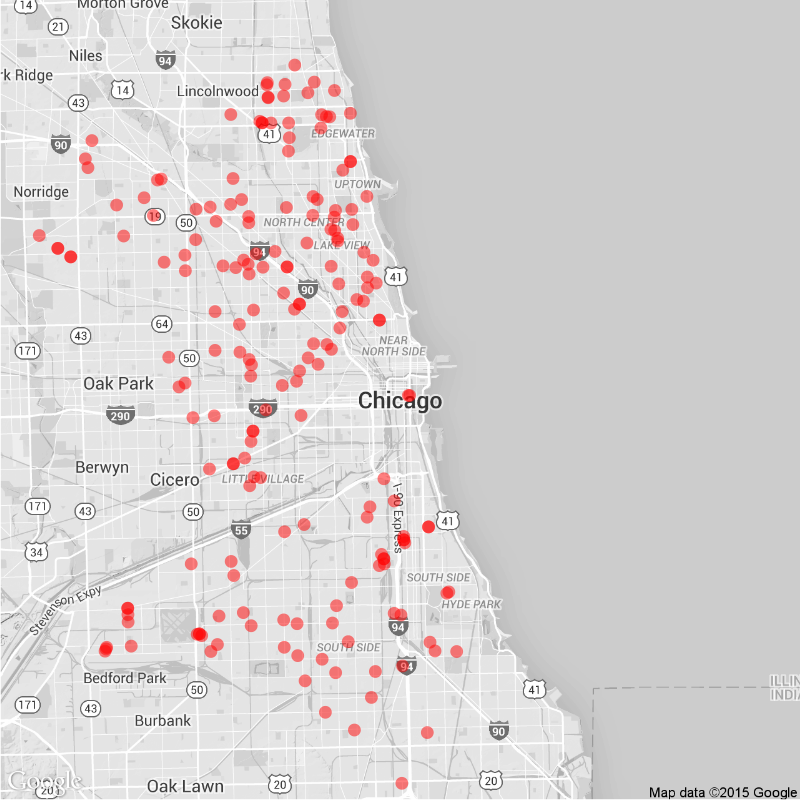 14
Morton Grove
21
Skokie
Niles
94
rk Ridge
14
Lincolnwood
43
41
EDGEWATER
90
UPTOWN
Norridge
19
50
NORTH CENTER
LAKE VIEW
94
41
90
64
43
171
50
NEAR
NORTH SIDE
Oak Park
290
290
Chicago
Berwyn
Cicero
LITTLE VILLAGE
171
43
50
I-90 Express
41
55
34
SOUTH SIDE
HYDE PARK
Stevenson Expy
94
SOUTH SIDE
94
Bedford Park
ILLIN
INDIA
50
41
171
43
Burbank
90
Google
20
Oak Lawn
20
20
Map data ©2015 Google